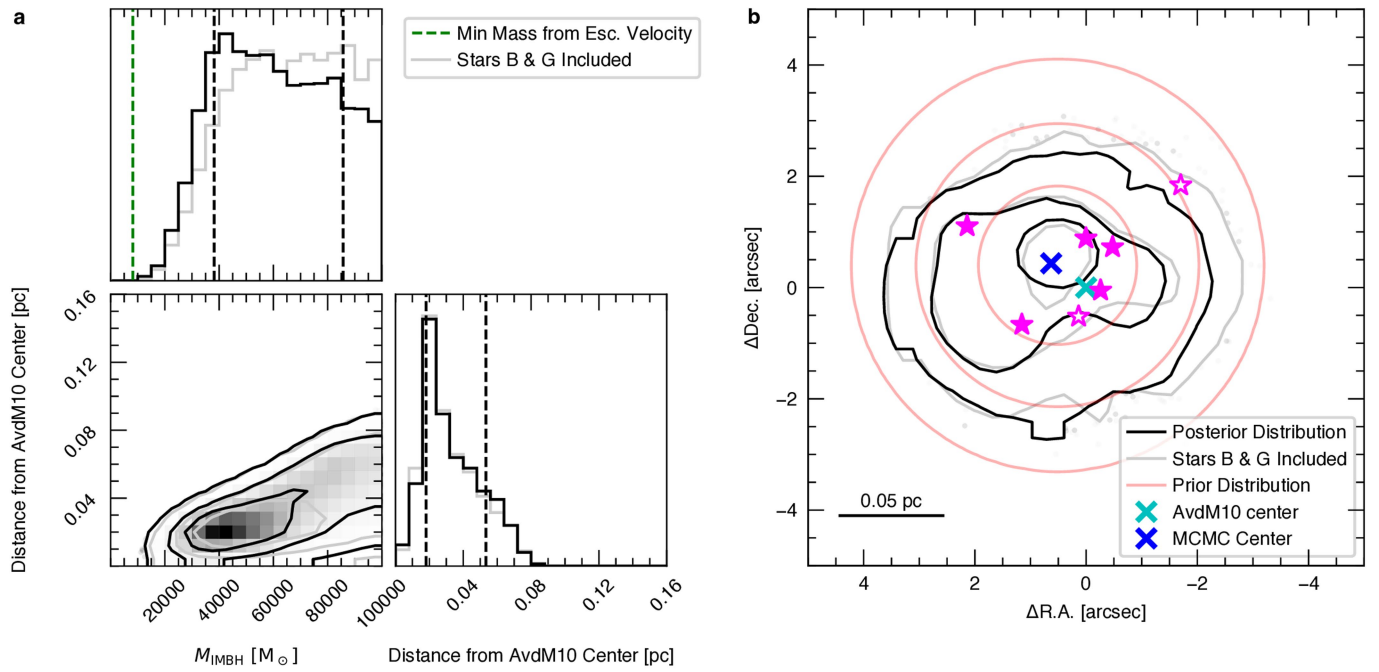 a
Min Mass from Esc. Velocity
Stars B & G Included
Distance from AvdM10 Center [pc]
0.16
0.12
0.08
0.04
20000
40000
60000
80000
100000
M_IMBH [M_⊙]
00
0.04
0.08
0.12
0.16
Distance from AvdM10 Center [pc]
b
ΔDec. [arcsec]
4
2
0
−2
−4
0.05 pc
Posterior Distribution
Stars B & G Included
Prior Distribution
AvdM10 center
MCMC Center
4
2
0
−2
−4
ΔR.A. [arcsec]